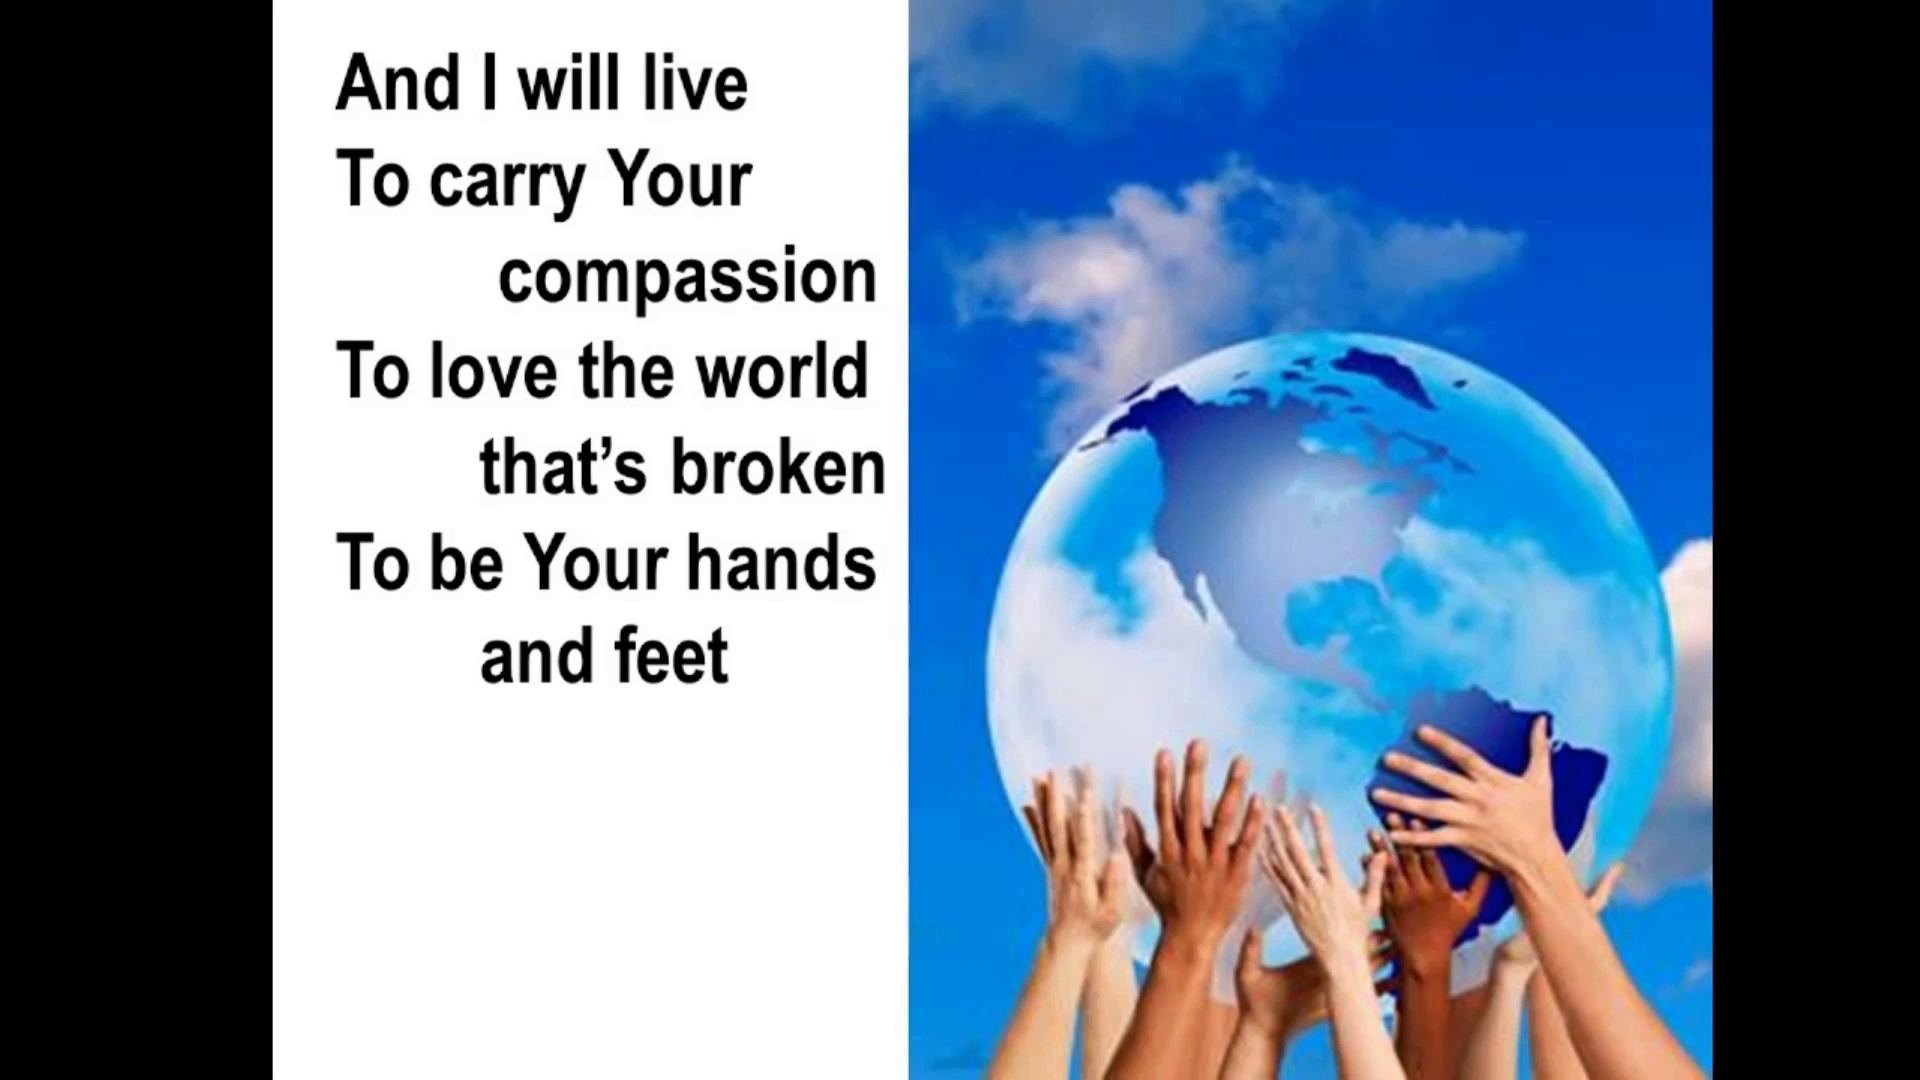 And I will live
To carry Your
compassion
To love the world
that’s broken
To be Your hands
and feet